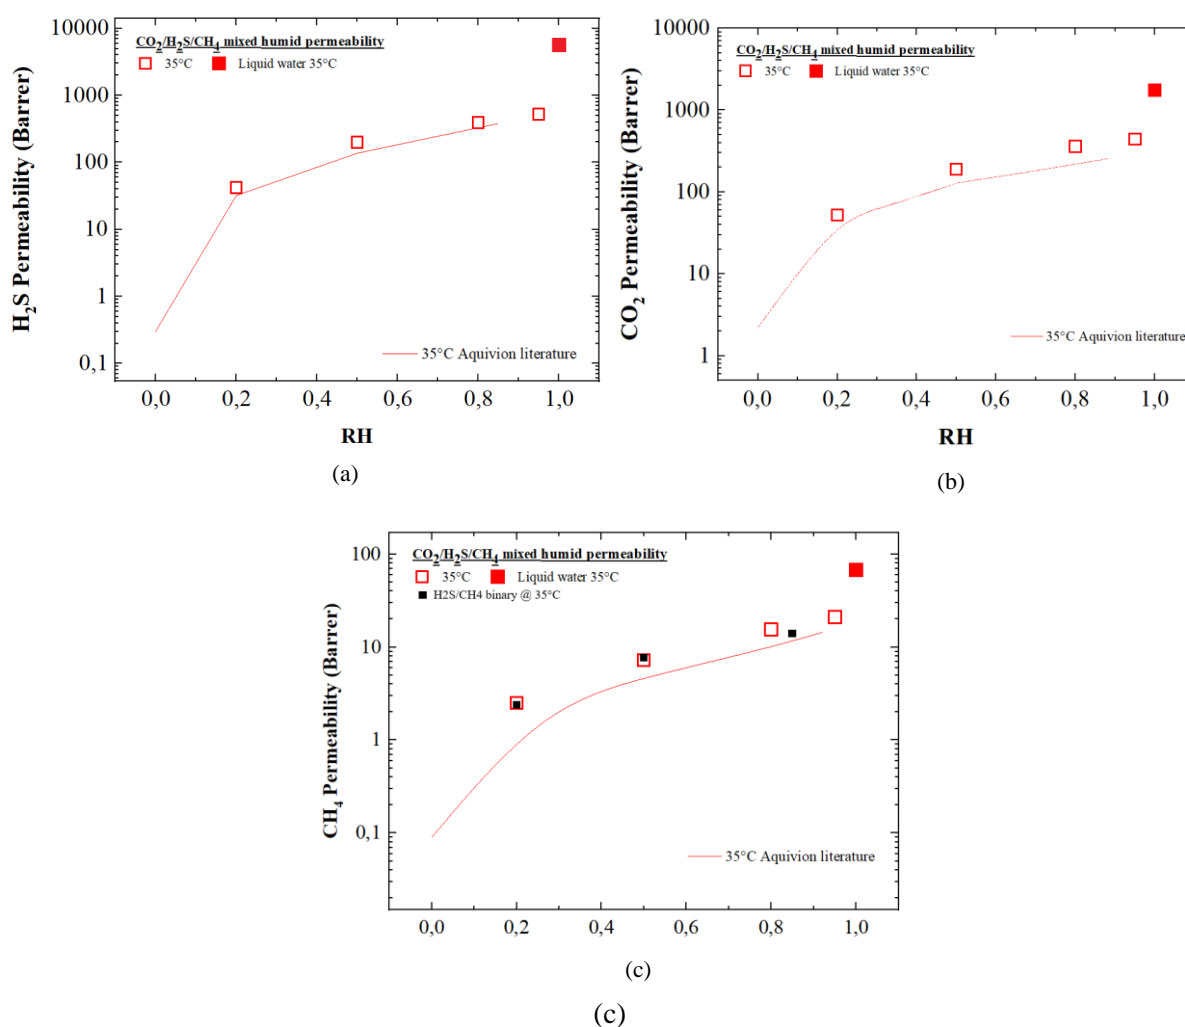 CO2/H2S/CH4 mixed humid permeability
35°C Liquid water 35°C
10000
1000
100
10
1
0,1
H2S Permeability (Barrer)
35°C Aquivion literature
0,0 0,2 0,4 0,6 0,8 1,0
RH
(a)
CO2/H2S/CH4 mixed humid permeability
35°C Liquid water 35°C
10000
1000
100
10
1
CO2 Permeability (Barrer)
35°C Aquivion literature
0,0 0,2 0,4 0,6 0,8 1,0
RH
(b)
CO2/H2S/CH4 mixed humid permeability
35°C Liquid water 35°C
H2S/CH4 binary @ 35°C
100
10
1
0,1
CH4 Permeability (Barrer)
35°C Aquivion literature
0,0 0,2 0,4 0,6 0,8 1,0
(c)
(c)